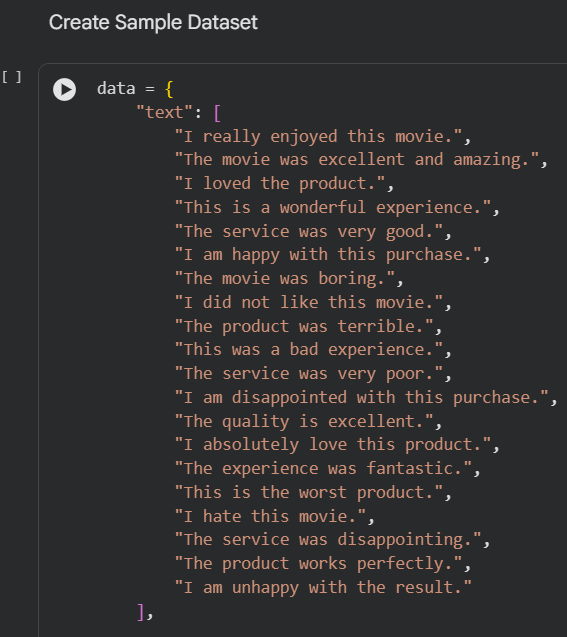 Create Sample Dataset
[ ]
data = {
"text": [
"I really enjoyed this movie.",
"The movie was excellent and amazing.",
"I loved the product.",
"This is a wonderful experience.",
"The service was very good.",
"I am happy with this purchase.",
"The movie was boring.",
"I did not like this movie.",
"The product was terrible.",
"This was a bad experience.",
"The service was very poor.",
"I am disappointed with this purchase.",
"The quality is excellent.",
"I absolutely love this product.",
"The experience was fantastic.",
"This is the worst product.",
"I hate this movie.",
"The service was disappointing.",
"The product works perfectly.",
"I am unhappy with the result."
],